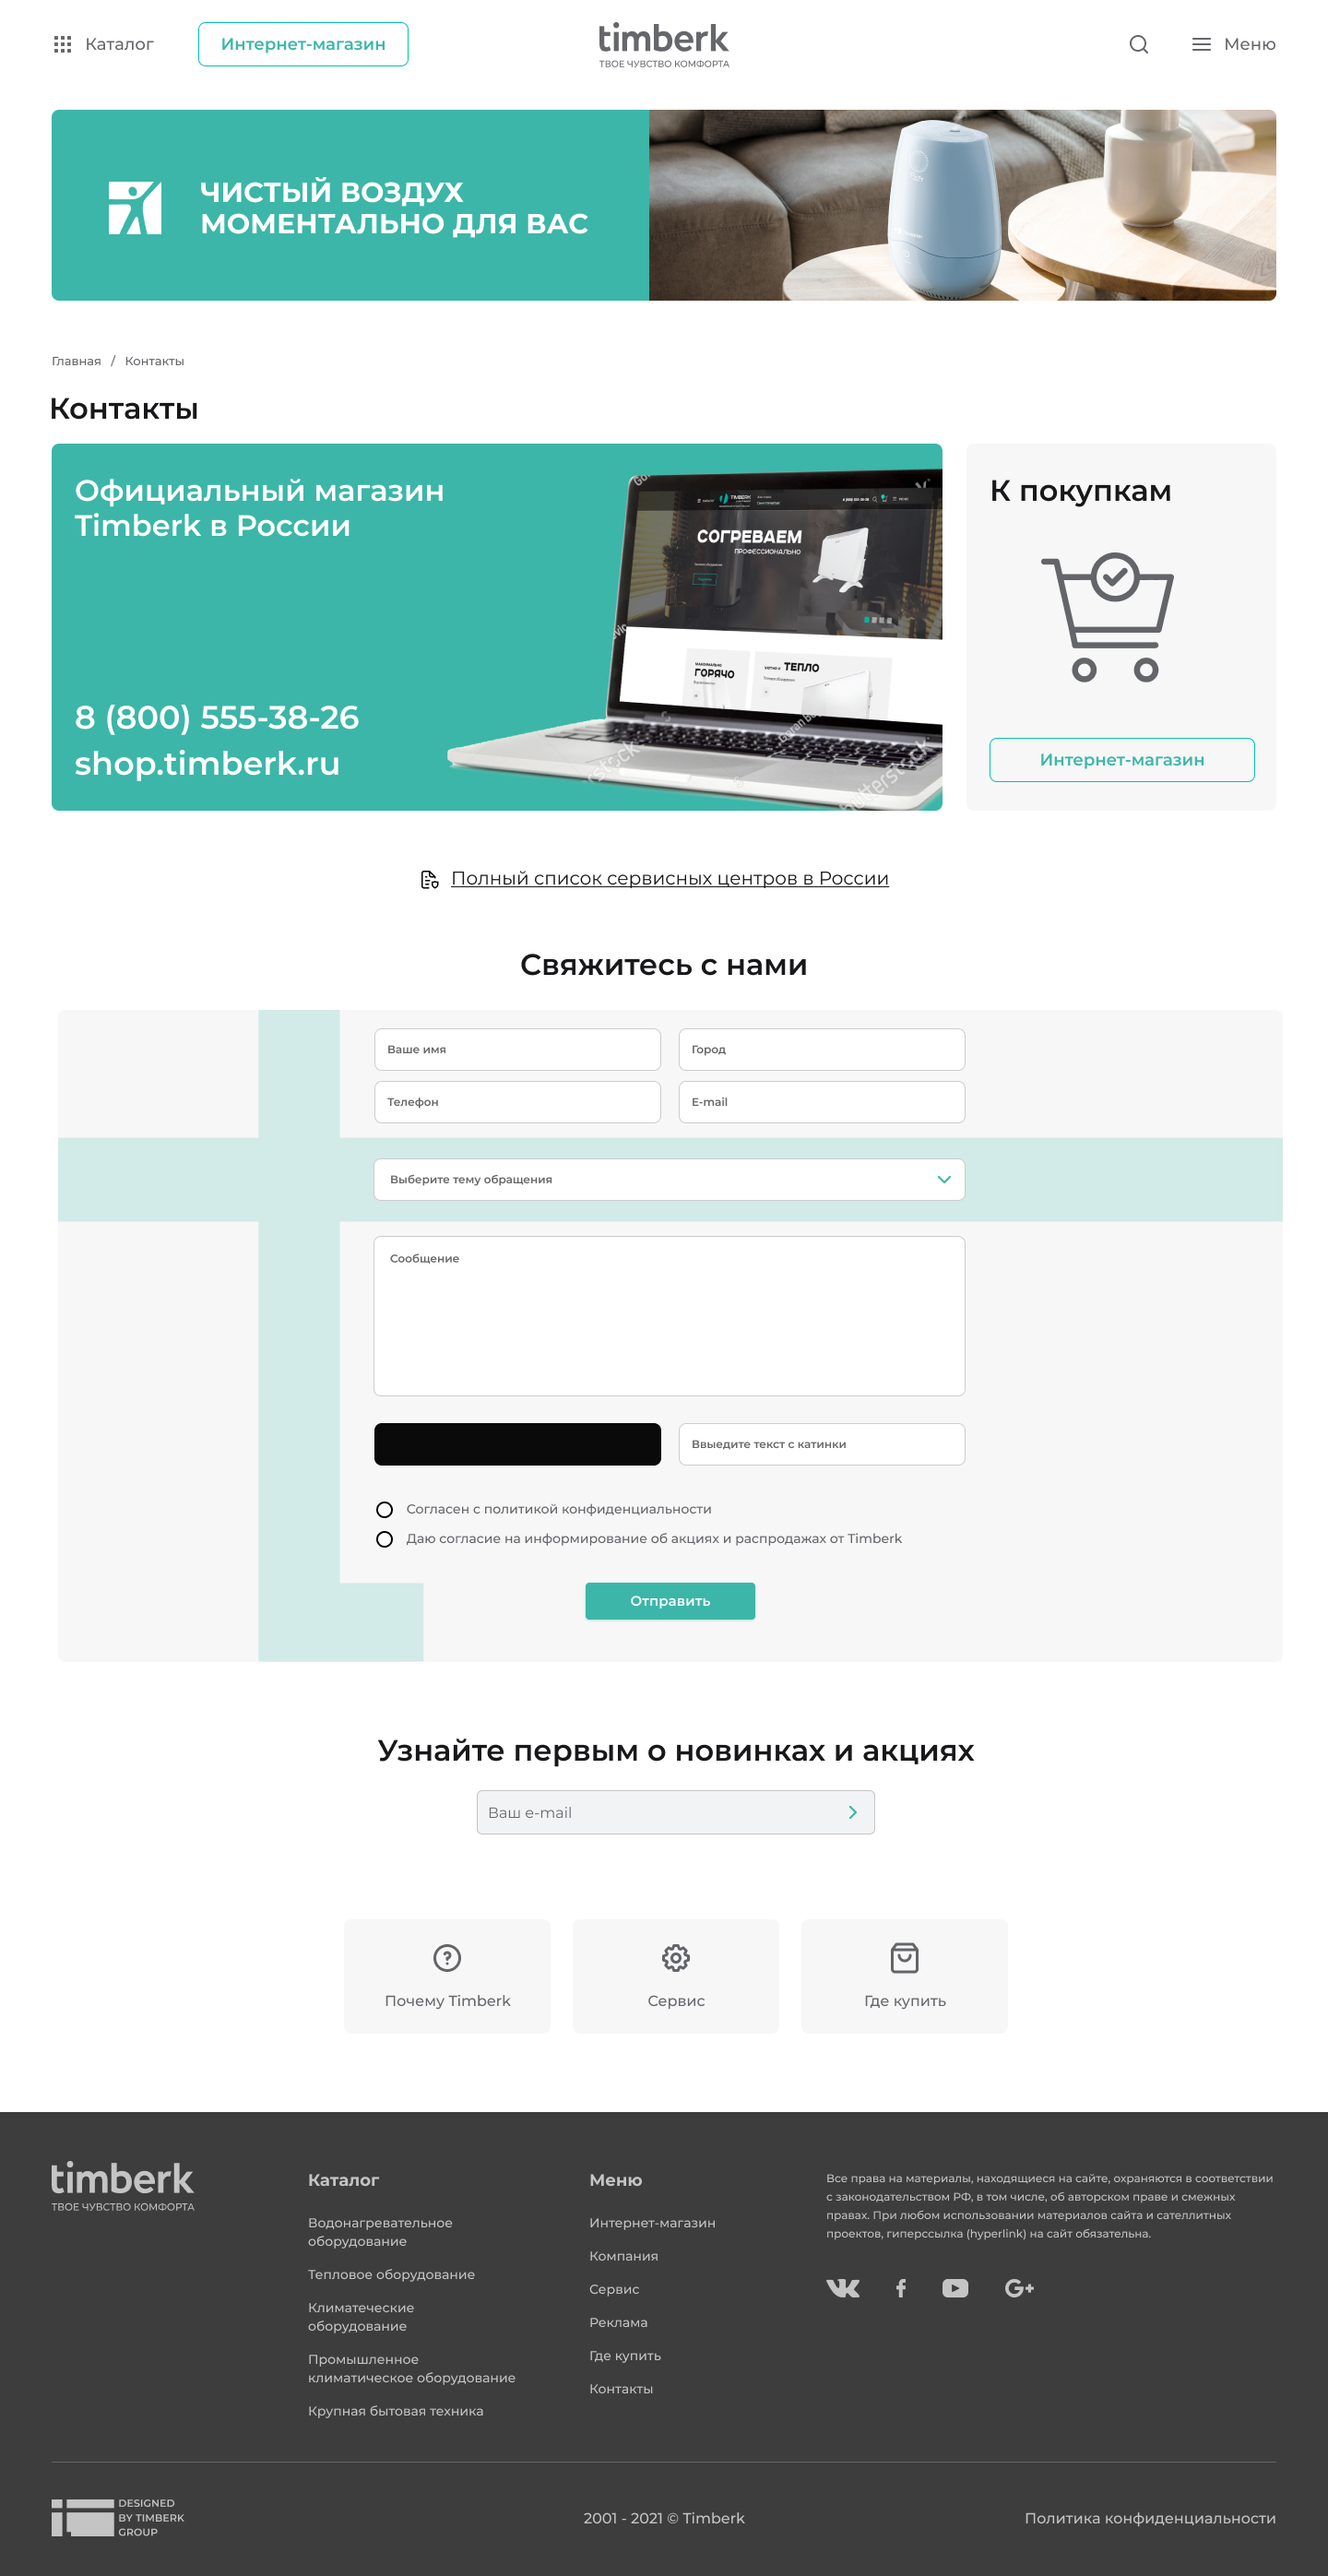 Каталог
Интернет-магазин
timberk
ТВОЕ ЧУВСТВО КОМФОРТА
Меню
ЧИСТЫЙ ВОЗДУХ
МОМЕНТАЛЬНО ДЛЯ ВАС
Главная / Контакты
Контакты
Официальный магазин
Timberk в России
8 (800) 555-38-26
shop.timberk.ru
TIMBERK
СОГРЕВАЕМ
ПРОФЕССИОНАЛЬНО
МАКСИМАЛЬНО
ГОРЯЧО
ТЕПЛО
К покупкам
Интернет-магазин
Полный список сервисных центров в России
Свяжитесь с нами
Ваше имя
Город
Телефон
E-mail
Выберите тему обращения
Сообщение
Ввыедите текст с катинки
Согласен с политикой конфиденциальности
Даю согласие на информирование об акциях и распродажах от Timberk
Отправить
Узнайте первым о новинках и акциях
Ваш e-mail
Почему Timberk
Сервис
Где купить
timberk
ТВОЕ ЧУВСТВО КОМФОРТА
Каталог
Водонагревательное
оборудование
Тепловое оборудование
Климатеческие
оборудование
Промышленное
климатическое оборудование
Крупная бытовая техника
Меню
Интернет-магазин
Компания
Сервис
Реклама
Где купить
Контакты
Все права на материалы, находящиеся на сайте, охраняются в соответствии
с законодательством РФ, в том числе, об авторском праве и смежных
правах. При любом использовании материалов сайта и сателлитных
проектов, гиперссылка (hyperlink) на сайт обязательна.
DESIGNED
BY TIMBERK
GROUP
2001 - 2021 © Timberk
Политика конфиденциальности